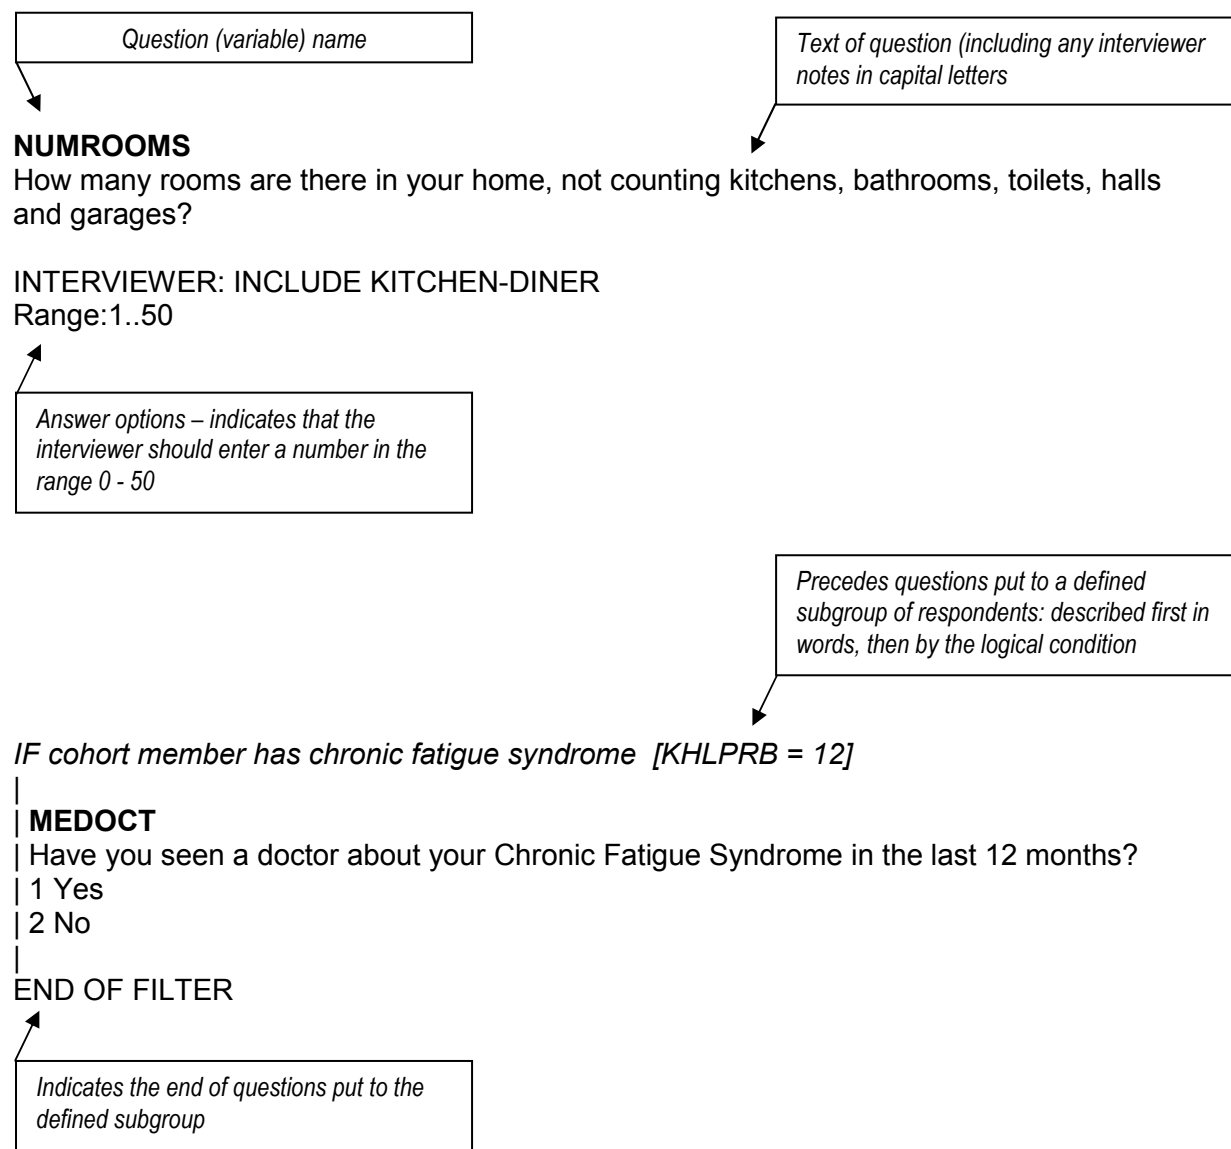 Question (variable) name
Text of question (including any interviewer
notes in capital letters
NUMROOMS
How many rooms are there in your home, not counting kitchens, bathrooms, toilets, halls
and garages?
INTERVIEWER: INCLUDE KITCHEN-DINER
Range:1..50
Answer options – indicates that the
interviewer should enter a number in the
range 0 - 50
Precedes questions put to a defined
subgroup of respondents: described first in
words, then by the logical condition
IF cohort member has chronic fatigue syndrome  [KHLPRB = 12]
|
| MEDOCT
| Have you seen a doctor about your Chronic Fatigue Syndrome in the last 12 months?
| 1 Yes
| 2 No
|
END OF FILTER
Indicates the end of questions put to the
defined subgroup